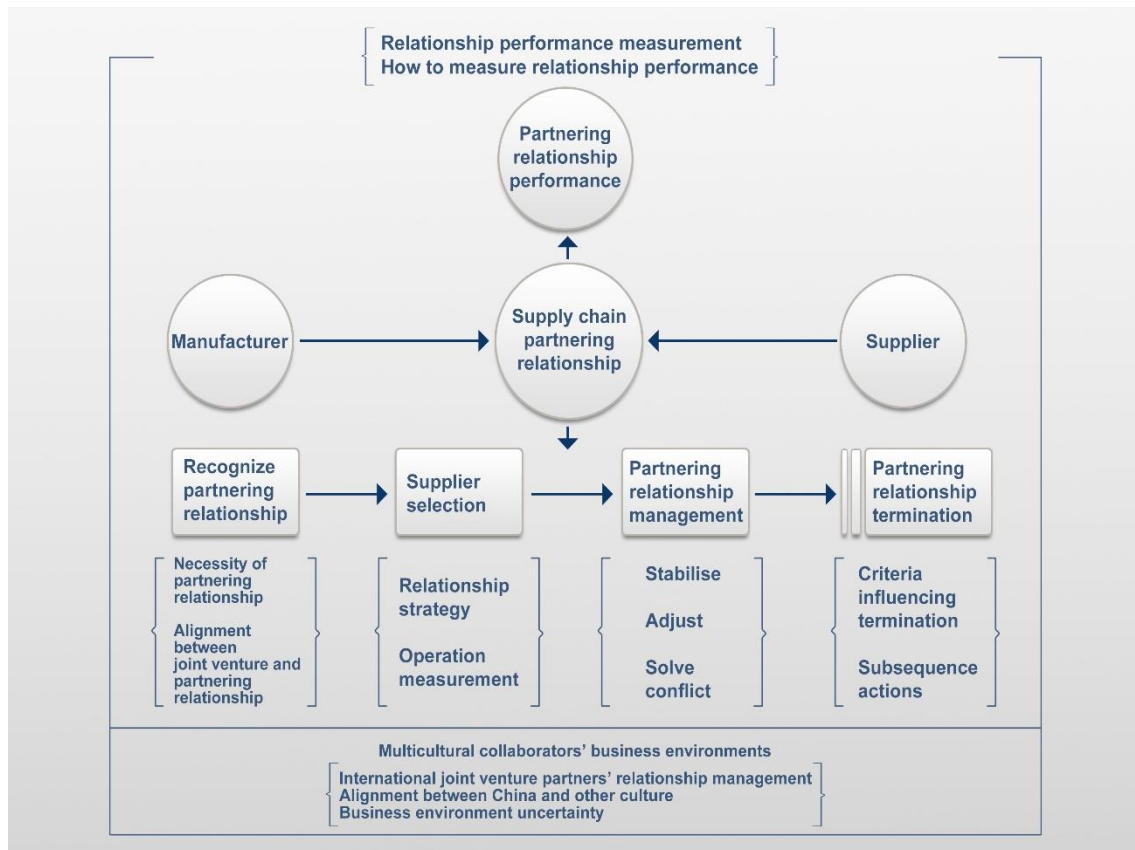 Relationship performance measurement
How to measure relationship performance
Partnering
relationship
performance
Manufacturer
Supply chain
partnering
relationship
Supplier
Recognize
partnering
relationship
Supplier
selection
Partnering
relationship
management
Partnering
relationship
termination
Necessity of
partnering
relationship
Alignment
between
joint venture and
partnering
relationship
Relationship
strategy
Operation
measurement
Stabilise
Adjust
Solve
conflict
Criteria
influencing
termination
Subsequence
actions
Multicultural collaborators’ business environments
International joint venture partners’ relationship management
Alignment between China and other culture
Business environment uncertainty